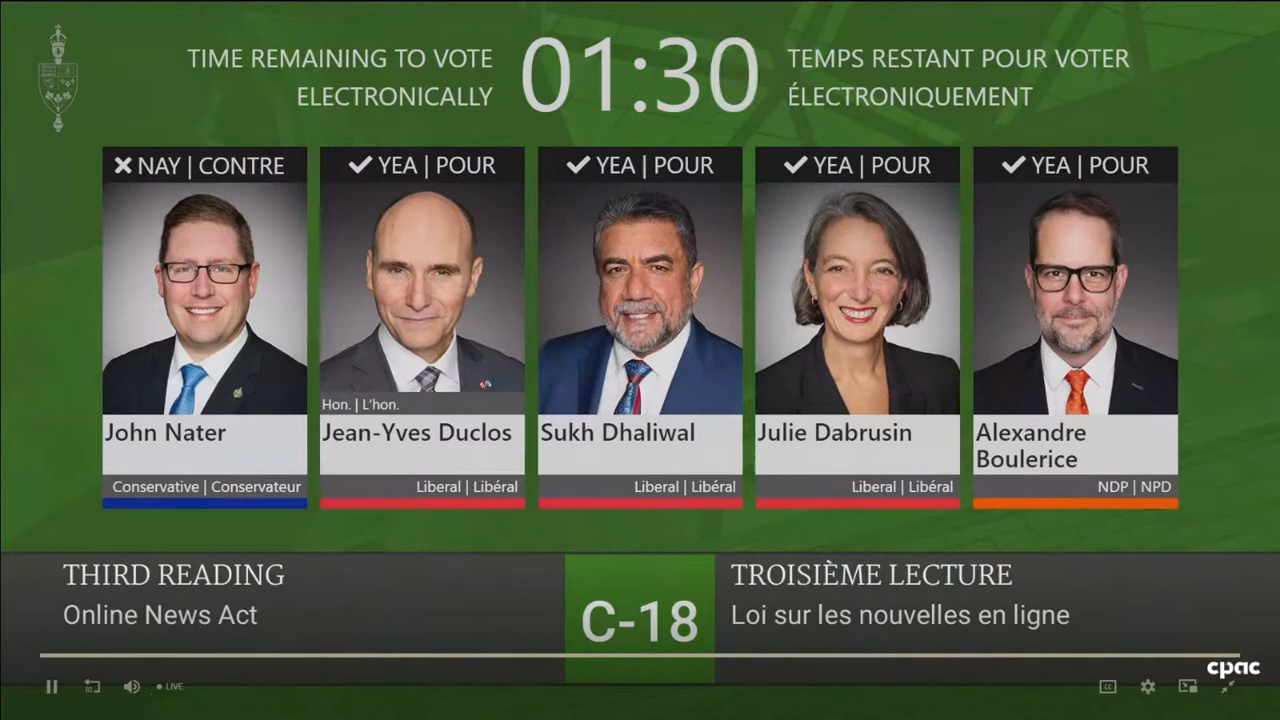 TIME REMAINING TO VOTE
ELECTRONICALLY
01:30
TEMPS RESTANT POUR VOTER
ÉLECTRONIQUEMENT
NAY | CONTRE
YEA | POUR
YEA | POUR
YEA | POUR
YEA | POUR
Hon. | L'hon.
John Nater
Jean-Yves Duclos
Sukh Dhaliwal
Julie Dabrusin
Alexandre
Boulerice
Conservative | Conservateur
Liberal | Libéral
Liberal | Libéral
Liberal | Libéral
NDP | NPD
THIRD READING
Online News Act
C-18
TROISIÈME LECTURE
Loi sur les nouvelles en ligne
cpac
10
LIVE
CC